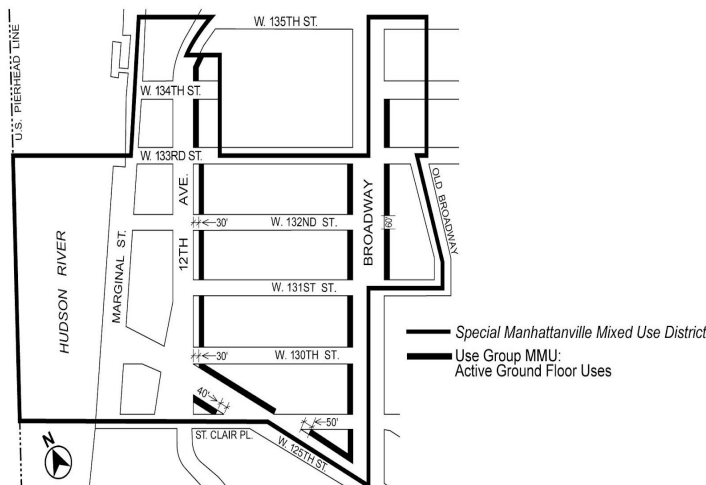 W. 135TH ST.
U.S. PIERHEAD LINE
W. 134TH ST.
W. 133RD ST.
AVE.
12TH
30'
W. 132ND ST.
BROADWAY
60'
OLD BROADWAY
HUDSON RIVER
MARGINAL ST.
W. 131ST ST.
Special Manhattanville Mixed Use District
Use Group MMU:
Active Ground Floor Uses
30'
W. 130TH ST.
40'
50'
ST. CLAIR PL.
W. 125TH ST.
N